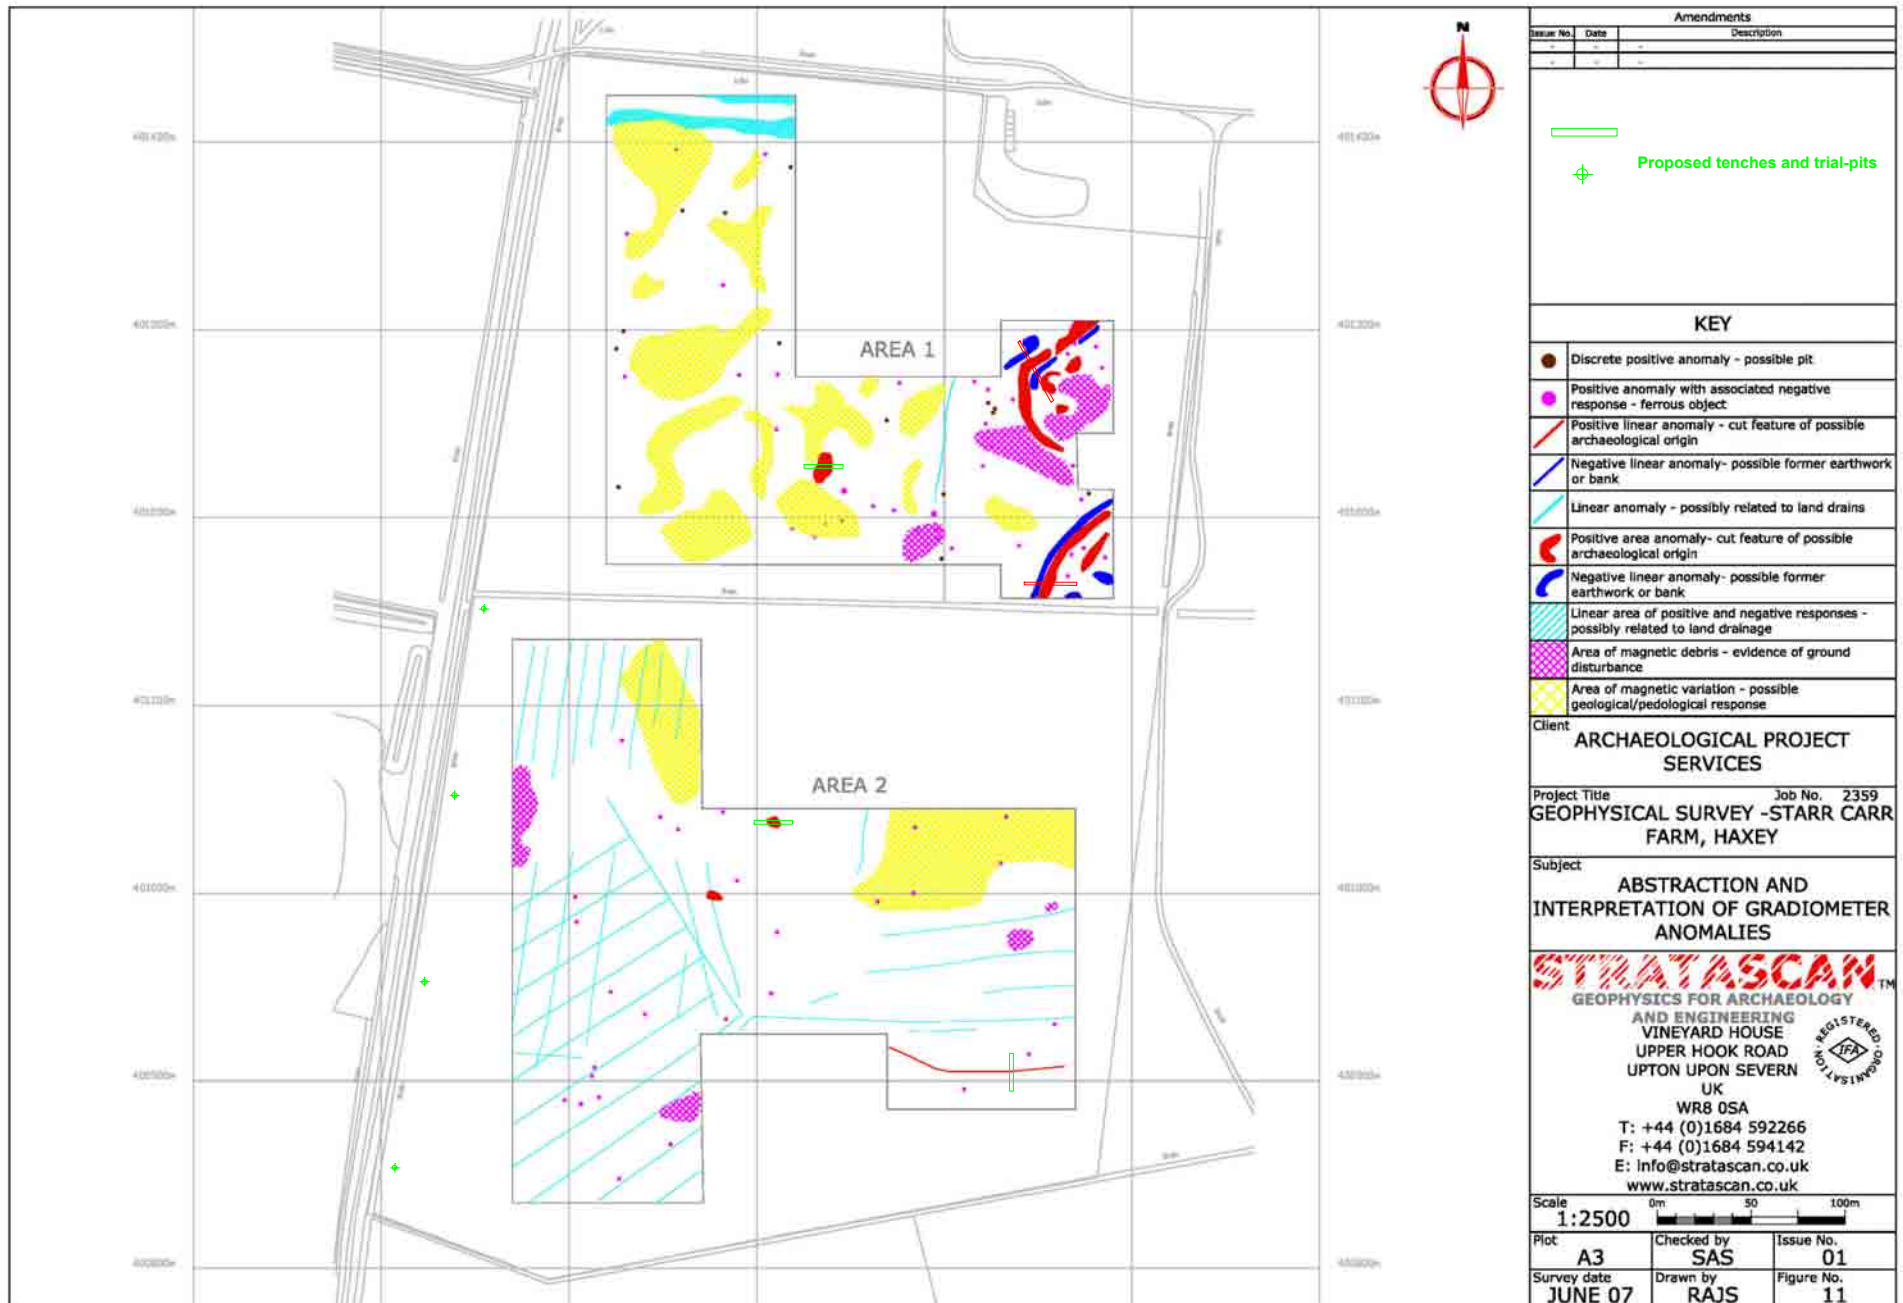 N
AREA 1
AREA 2
Amendments
Issue No. Date Description
Proposed tenches and trial-pits
KEY
Discrete positive anomaly - possible pit
Positive anomaly with associated negative
response - ferrous object
Positive linear anomaly - cut feature of possible
archaeological origin
Negative linear anomaly- possible former earthwork
or bank
Linear anomaly - possibly related to land drains
Positive area anomaly- cut feature of possible
archaeological origin
Negative linear anomaly- possible former
earthwork or bank
Linear area of positive and negative responses -
possibly related to land drainage
Area of magnetic debris - evidence of ground
disturbance
Area of magnetic variation - possible
geological/pedological response
Client
ARCHAEOLOGICAL PROJECT
SERVICES
Project Title Job No. 2359
GEOPHYSICAL SURVEY -STARR CARR
FARM, HAXEY
Subject
ABSTRACTION AND
INTERPRETATION OF GRADIOMETER
ANOMALIES
STRATASCAN TM
GEOPHYSICS FOR ARCHAEOLOGY
AND ENGINEERING
VINEYARD HOUSE
UPPER HOOK ROAD
UPTON UPON SEVERN
UK
WR8 0SA
T: +44 (0)1684 592266
F: +44 (0)1684 594142
E: info@stratascan.co.uk
www.stratascan.co.uk
REGISTERED ORGANISATION
IFA
Scale 0m 50 100m
1:2500
Plot Checked by Issue No.
A3 SAS 01
Survey date Drawn by Figure No.
JUNE 07 RAJS 11